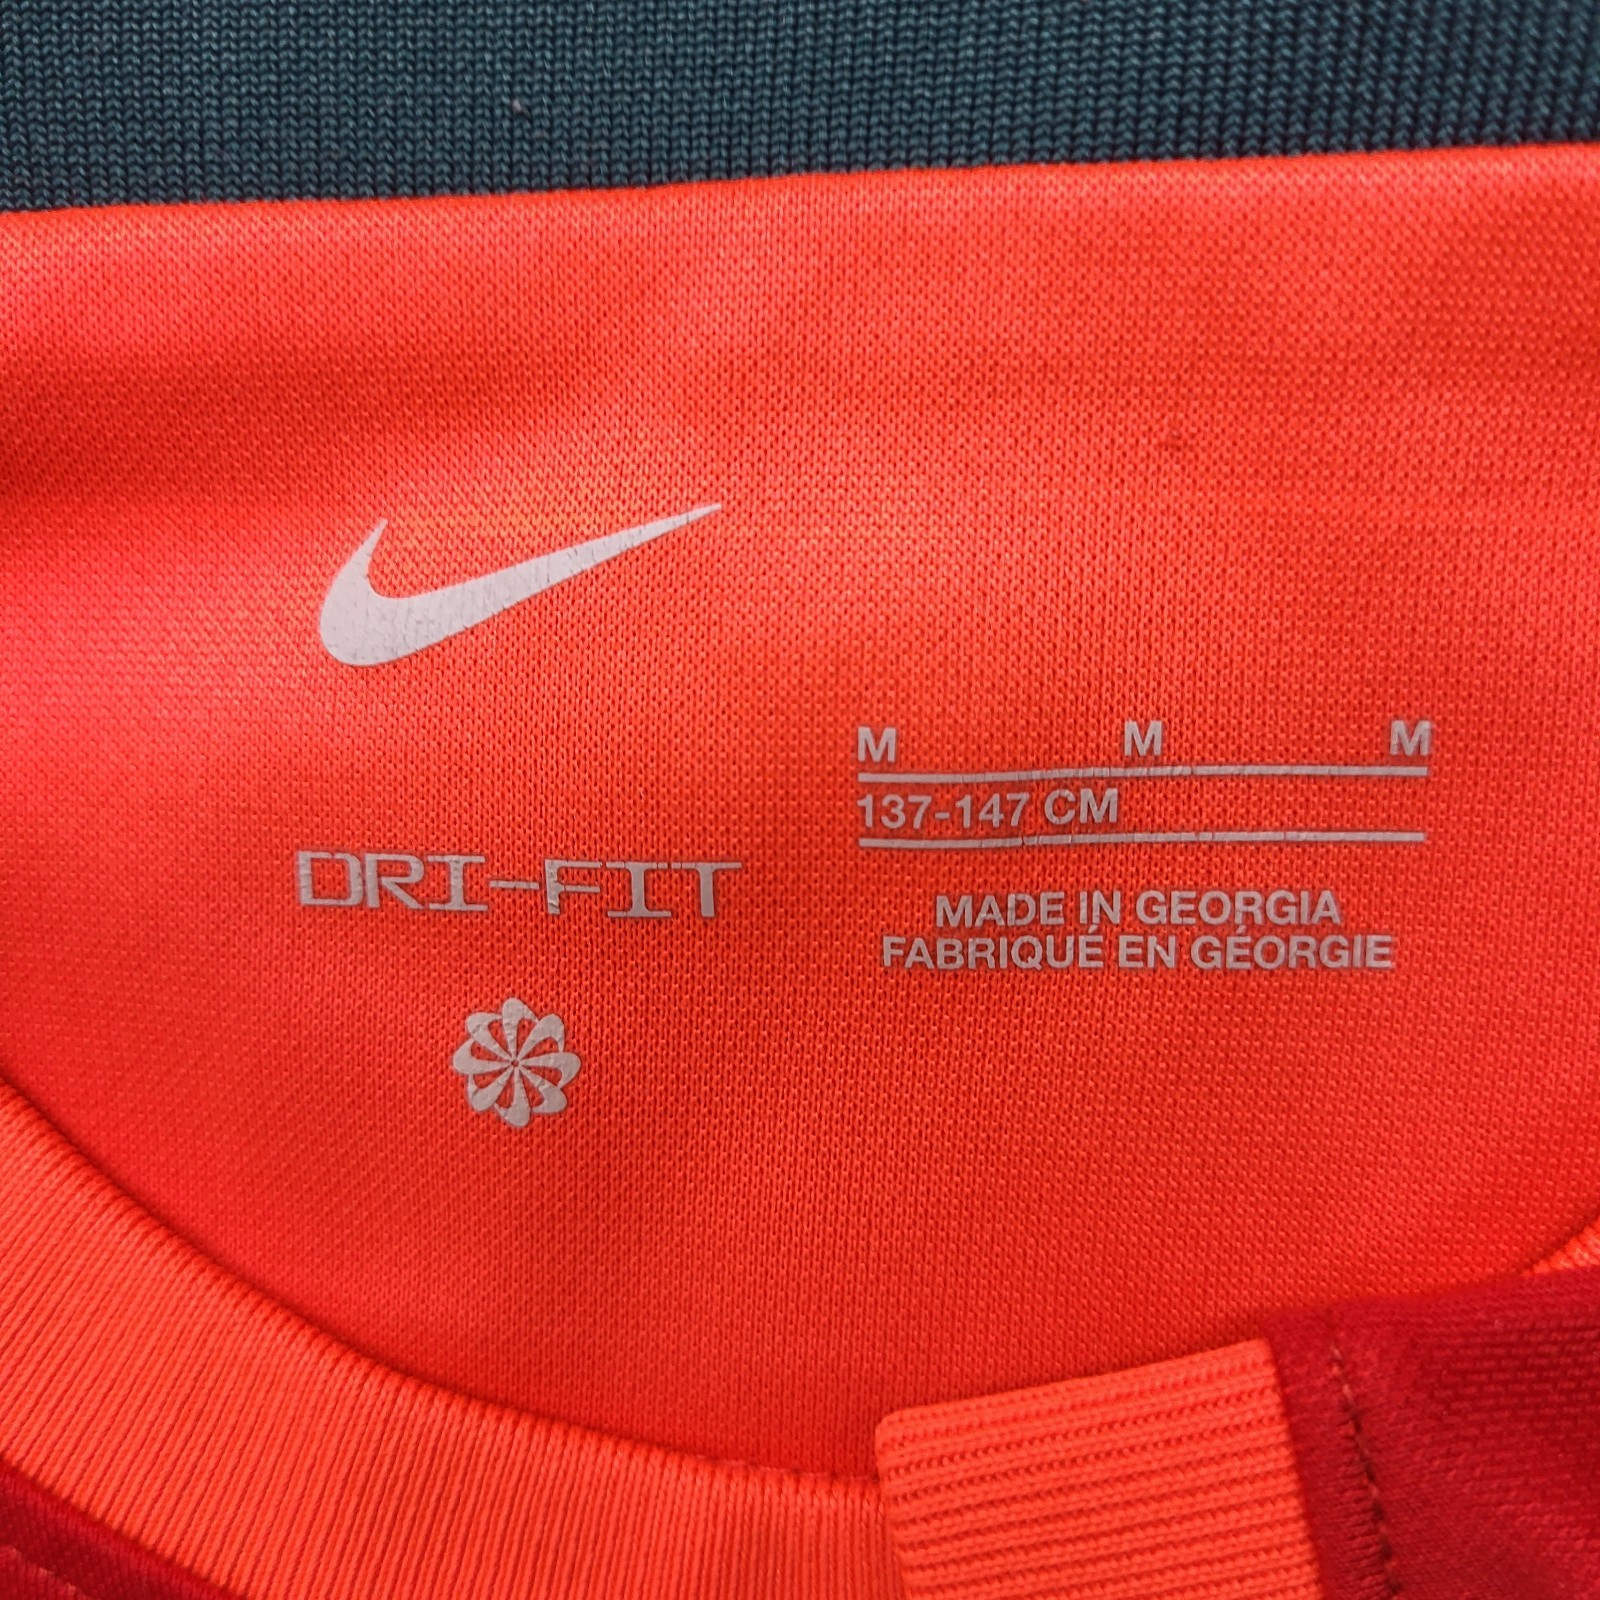 DRI-FIT
M M M
137-147 CM
MADE IN GEORGIA
FABRIQUÉ EN GÉORGIE